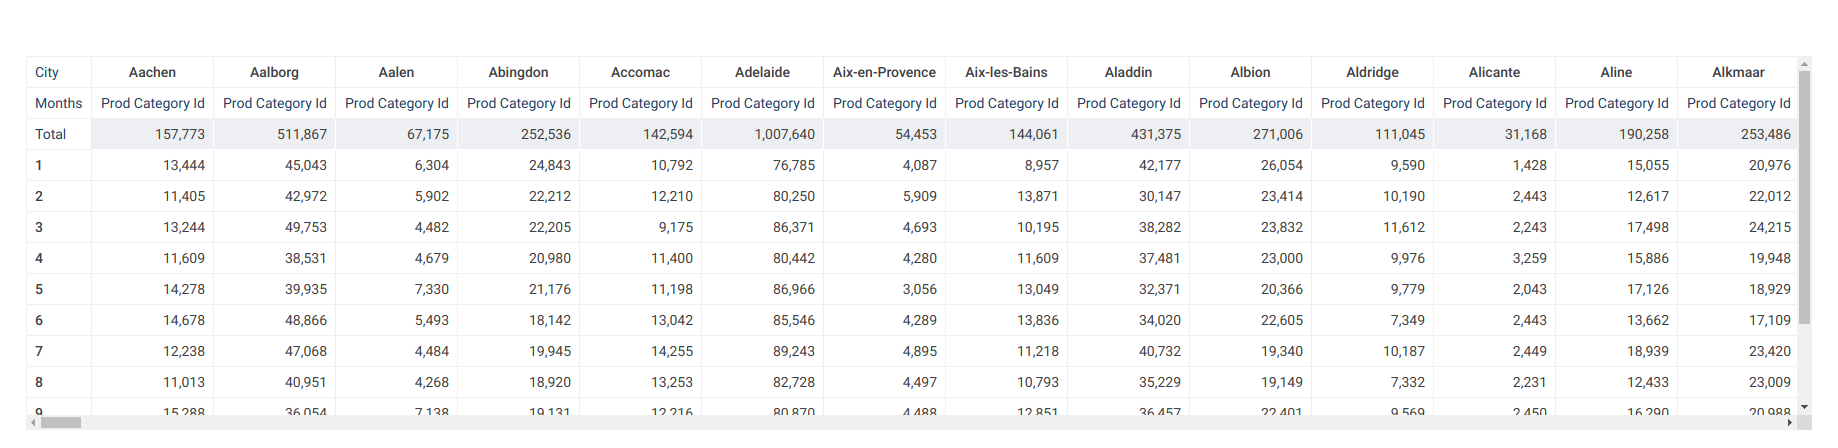 City Aachen Aalborg Aalen Abingdon Accomac Adelaide Aix-en-Provence Aix-les-Bains Aladdin Albion Aldridge Alicante Aline Alkmaar
Months Prod Category Id Prod Category Id Prod Category Id Prod Category Id Prod Category Id Prod Category Id Prod Category Id Prod Category Id Prod Category Id Prod Category Id Prod Category Id Prod Category Id Prod Category Id Prod Category Id
Total 157,773 511,867 67,175 252,536 142,594 1,007,640 54,453 144,061 431,375 271,006 111,045 31,168 190,258 253,486
1 13,444 45,043 6,304 24,843 10,792 76,785 4,087 8,957 42,177 26,054 9,590 1,428 15,055 20,976
2 11,405 42,972 5,902 22,212 12,210 80,250 5,909 13,871 30,147 23,414 10,190 2,443 12,617 22,012
3 13,244 49,753 4,482 22,205 9,175 86,371 4,693 10,195 38,282 23,832 11,612 2,243 17,498 24,215
4 11,609 38,531 4,679 20,980 11,400 80,442 4,280 11,609 37,481 23,000 9,976 3,259 15,886 19,948
5 14,278 39,935 7,330 21,176 11,198 86,966 3,056 13,049 32,371 20,366 9,779 2,043 17,126 18,929
6 14,678 48,866 5,493 18,142 13,042 85,546 4,289 13,836 34,020 22,605 7,349 2,443 13,662 17,109
7 12,238 47,068 4,484 19,945 14,255 89,243 4,895 11,218 40,732 19,340 10,187 2,449 18,939 23,420
8 11,013 40,951 4,268 18,920 13,253 82,728 4,497 10,793 35,229 19,149 7,332 2,231 12,433 23,009
9 15,288 36,054 7,138 19,131 12,216 80,870 4,488 12,851 36,457 22,401 9,569 2,450 16,290 20,988